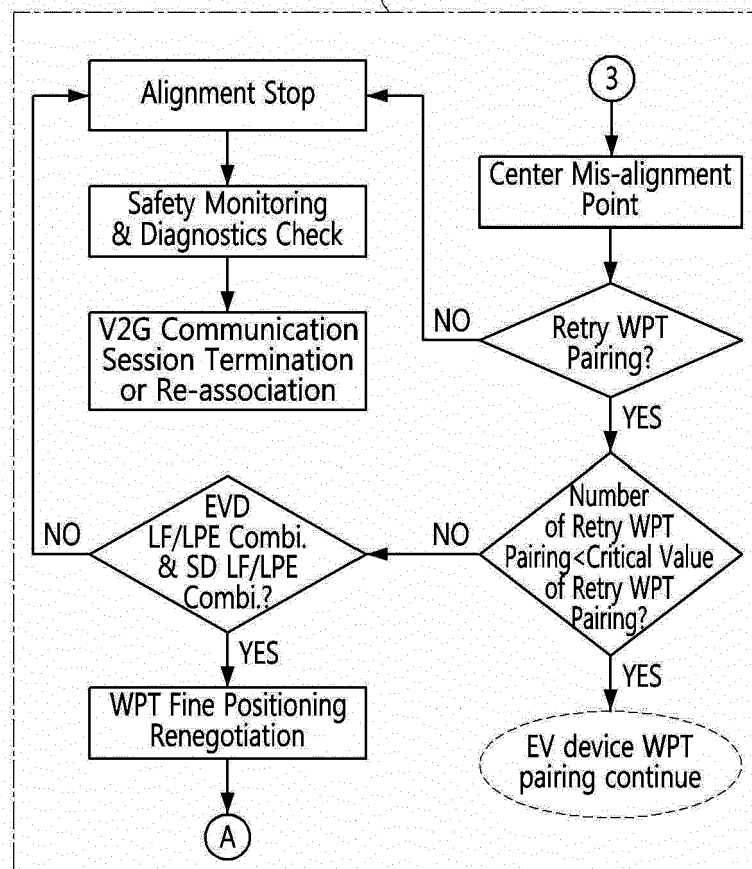 Alignment Stop
Safety Monitoring
& Diagnostics Check
V2G Communication
Session Termination
or Re-association
3
Center Mis-alignment
Point
Retry WPT
Pairing?
NO
YES
Number
of Retry WPT
Pairing<Critical Value
of Retry WPT
Pairing?
NO
YES
EV device WPT
pairing continue
EVD
LF/LPE Combi.
& SD LF/LPE
Combi.?
NO
YES
WPT Fine Positioning
Renegotiation
A